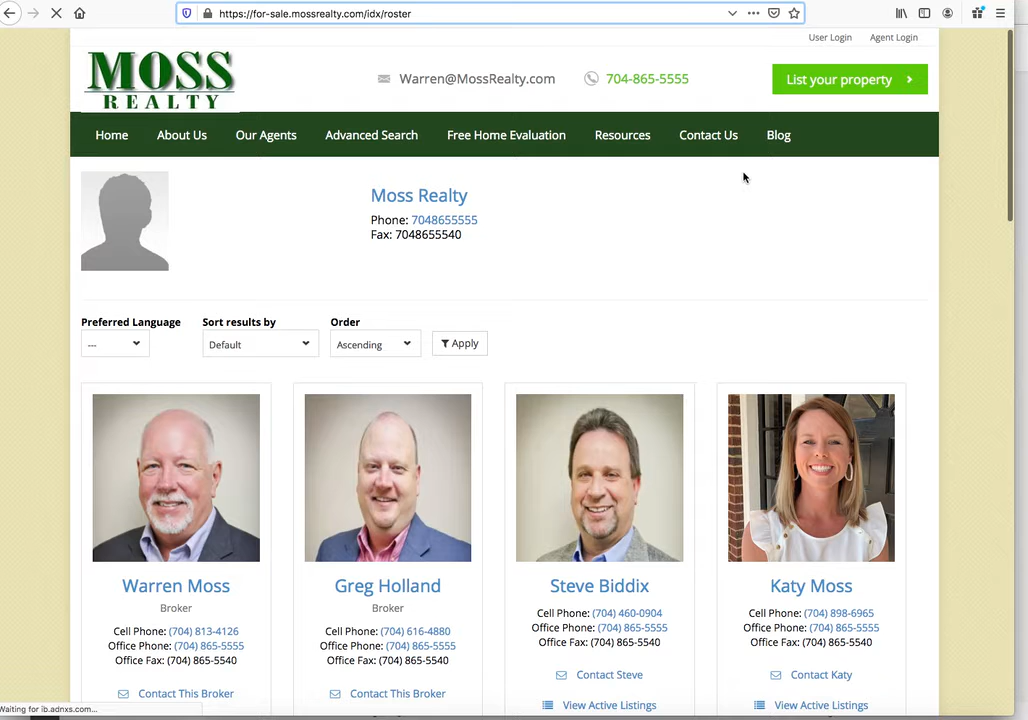 https://for-sale.mossrealty.com/idx/roster
User Login Agent Login
MOSS
REALTY
Warren@MossRealty.com
704-865-5555
List your property
Home About Us Our Agents Advanced Search Free Home Evaluation Resources Contact Us Blog
Moss Realty
Phone: 7048655555
Fax: 7048655540
Preferred Language Sort results by Order
--- Default Ascending Apply
Warren Moss
Broker
Cell Phone: (704) 813-4126
Office Phone: (704) 865-5555
Office Fax: (704) 865-5540
Contact This Broker
Greg Holland
Broker
Cell Phone: (704) 616-4880
Office Phone: (704) 865-5555
Office Fax: (704) 865-5540
Contact This Broker
Steve Biddix
Cell Phone: (704) 460-0904
Office Phone: (704) 865-5555
Office Fax: (704) 865-5540
Contact Steve
View Active Listings
Katy Moss
Cell Phone: (704) 898-6965
Office Phone: (704) 865-5555
Office Fax: (704) 865-5540
Contact Katy
View Active Listings
Waiting for ib.adnxs.com...